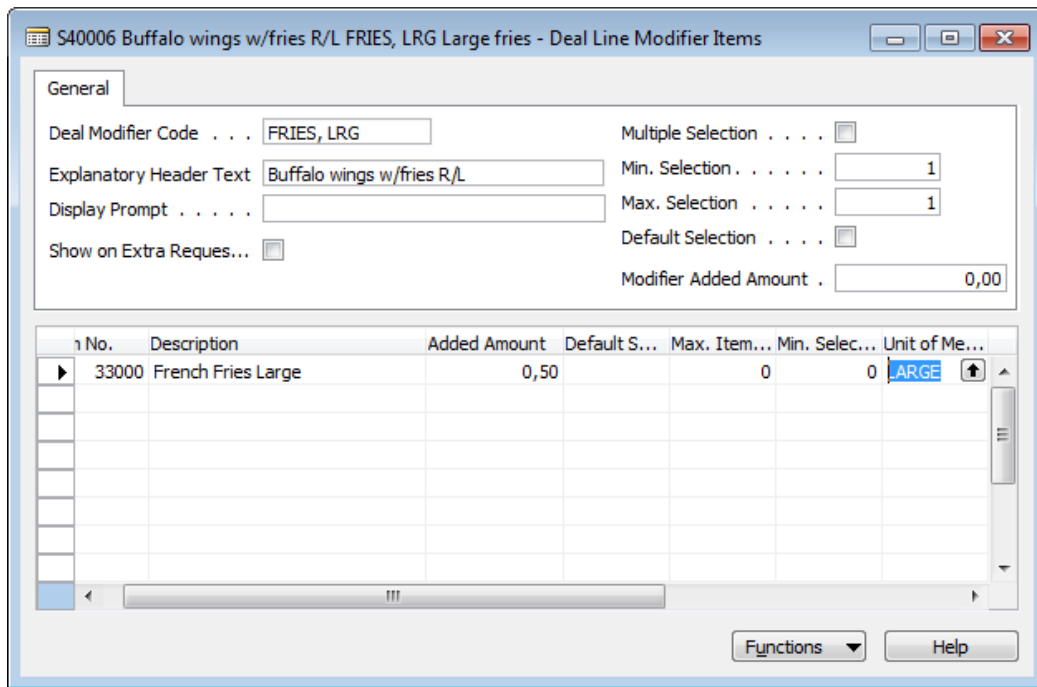 S40006 Buffalo wings w/fries R/L FRIES, LRG Large fries - Deal Line Modifier Items
General
Deal Modifier Code . . . FRIES, LRG
Multiple Selection . . . .
Explanatory Header Text Buffalo wings w/fries R/L
Min. Selection . . . . . . 1
Display Prompt . . . . .
Max. Selection . . . . . 1
Show on Extra Reques...
Default Selection . . . .
Modifier Added Amount . 0,00
No. Description Added Amount Default S... Max. Item... Min. Selec... Unit of Me...
33000 French Fries Large 0,50 0 0 LARGE
Functions Help